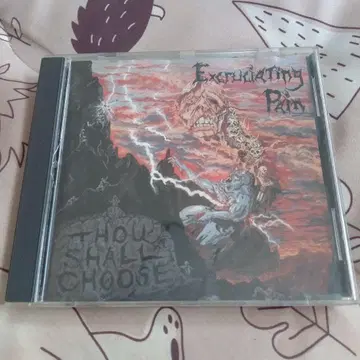 Excruciating
Pain
THOU
SHALL
CHOOSE